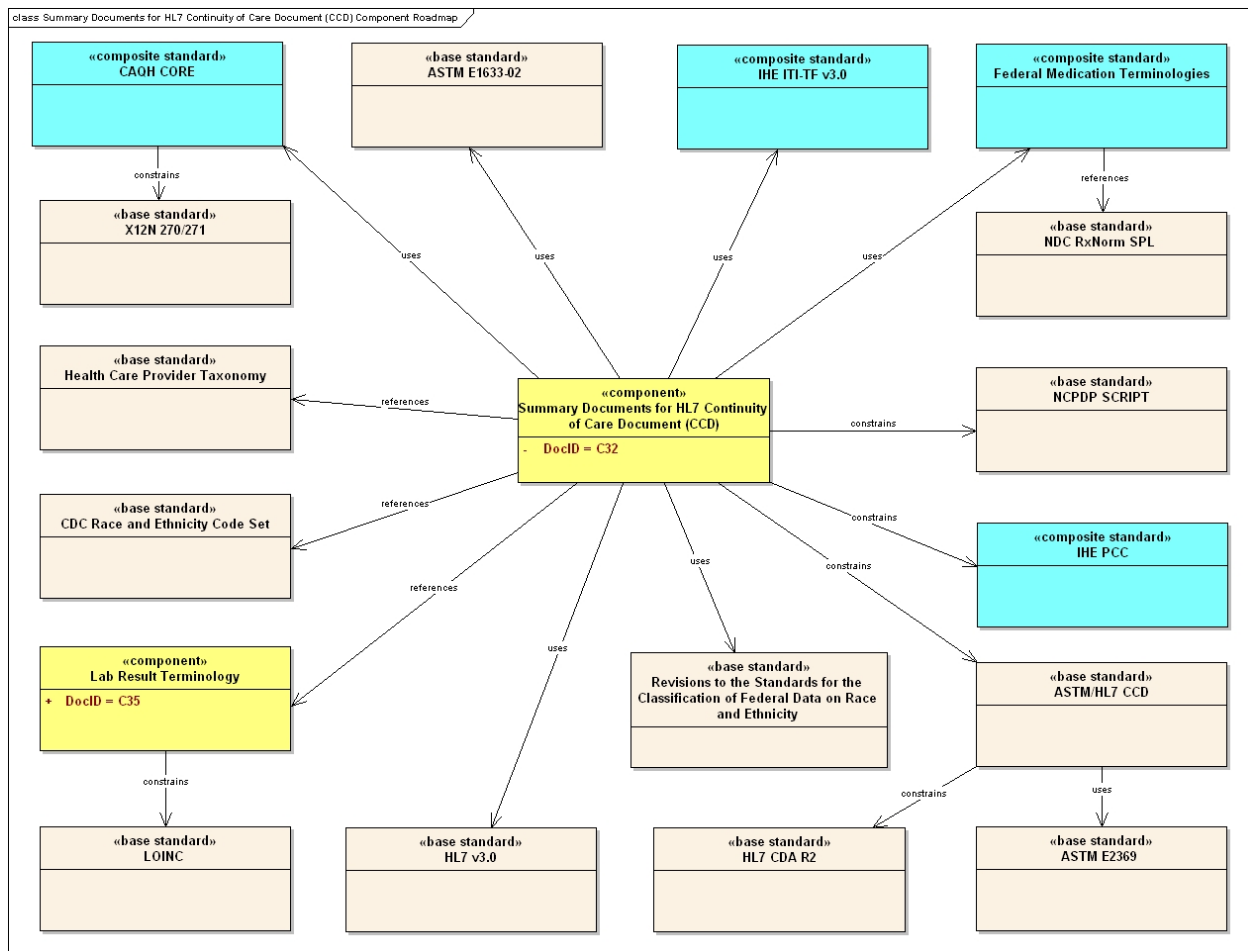 class Summary Documents for HL7 Continuity of Care Document (CCD) Component Roadmap
«composite standard»
CAQH CORE
«base standard»
ASTM E1633-02
«composite standard»
IHE ITI-TF v3.0
«composite standard»
Federal Medication Terminologies
constrains
references
«base standard»
X12N 270/271
«base standard»
NDC RxNorm SPL
uses
uses
uses
uses
«base standard»
Health Care Provider Taxonomy
references
«component»
Summary Documents for HL7 Continuity
of Care Document (CCD)
- DocID = C32
constrains
«base standard»
NCPDP SCRIPT
«base standard»
CDC Race and Ethnicity Code Set
references
constrains
«composite standard»
IHE PCC
references
uses
uses
constrains
«component»
Lab Result Terminology
+ DocID = C35
«base standard»
Revisions to the Standards for the
Classification of Federal Data on Race
and Ethnicity
«base standard»
ASTM/HL7 CCD
constrains
constrains
uses
«base standard»
LOINC
«base standard»
HL7 v3.0
«base standard»
HL7 CDA R2
«base standard»
ASTM E2369